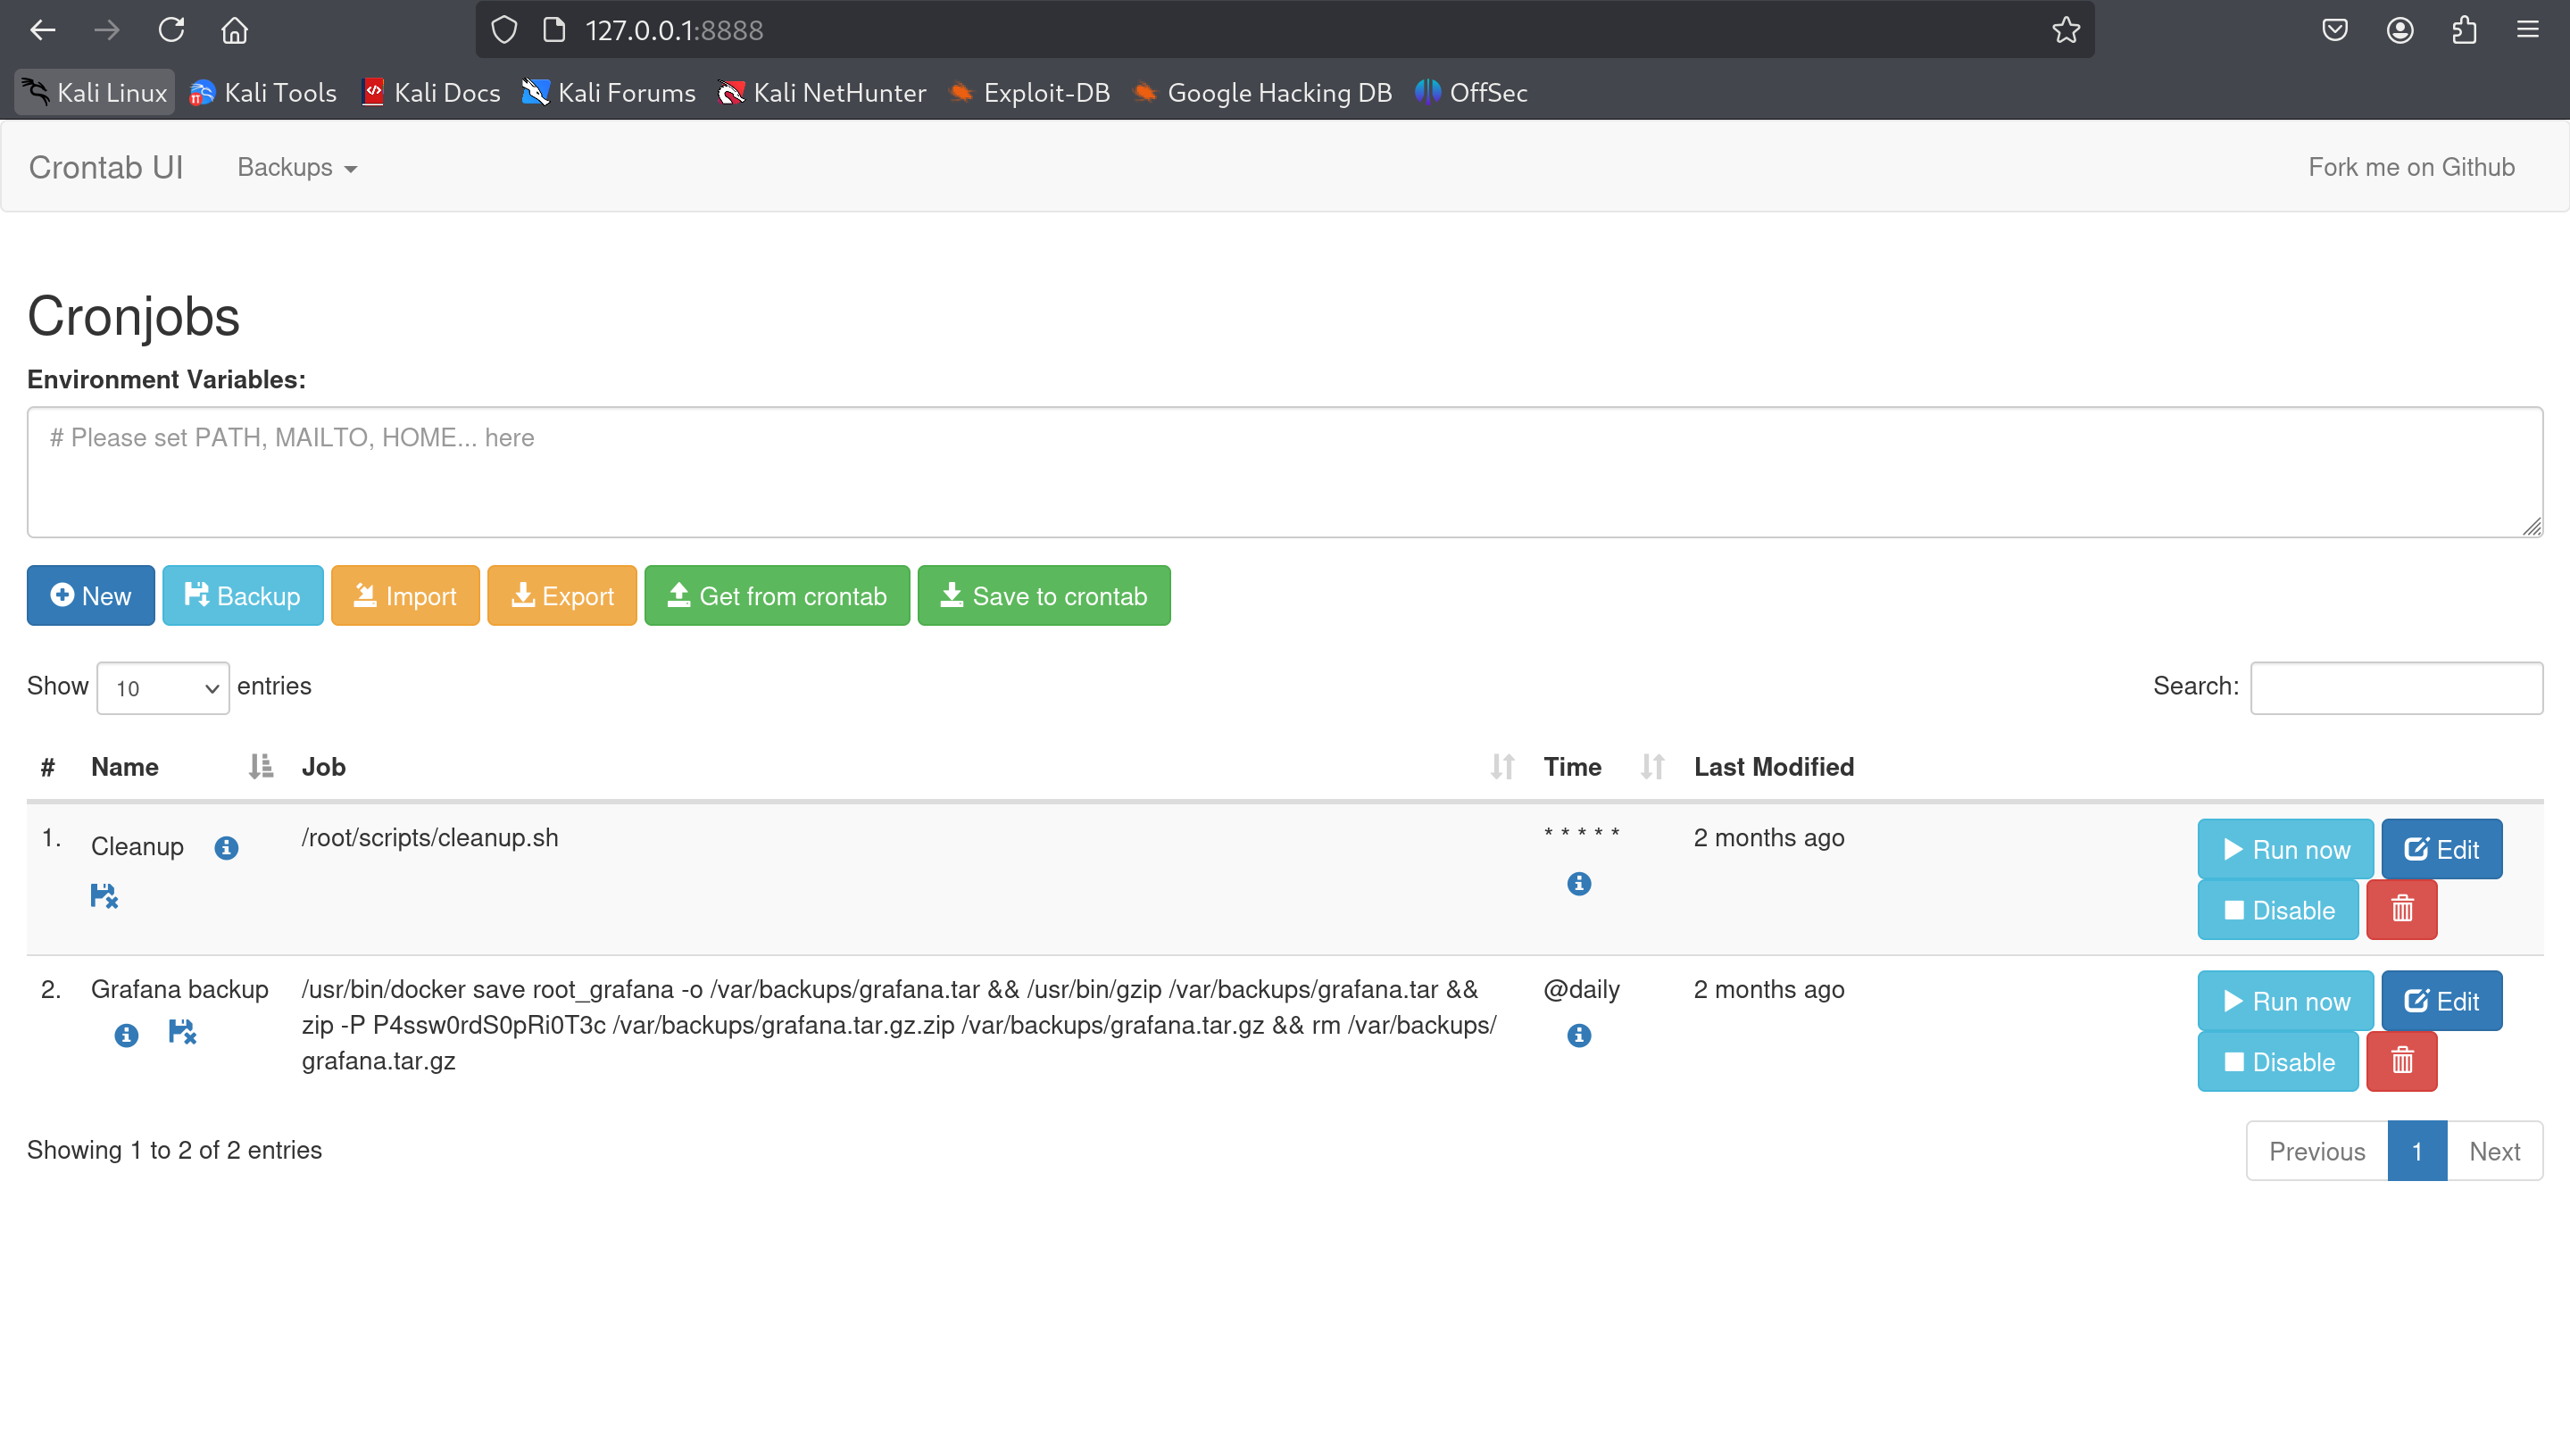 127.0.0.1:8888
Kali Linux Kali Tools Kali Docs Kali Forums Kali NetHunter Exploit-DB Google Hacking DB OffSec
Crontab UI Backups Fork me on Github
Cronjobs
Environment Variables:
# Please set PATH, MAILTO, HOME... here
New Backup Import Export Get from crontab Save to crontab
Show 10 entries Search:
# Name Job Time Last Modified
1. Cleanup /root/scripts/cleanup.sh * * * * * 2 months ago Run now Edit
Disable
2. Grafana backup /usr/bin/docker save root_grafana -o /var/backups/grafana.tar && /usr/bin/gzip /var/backups/grafana.tar && @daily 2 months ago Run now Edit
zip -P P4ssw0rdS0pRi0T3c /var/backups/grafana.tar.gz.zip /var/backups/grafana.tar.gz && rm /var/backups/
grafana.tar.gz Disable
Showing 1 to 2 of 2 entries Previous 1 Next